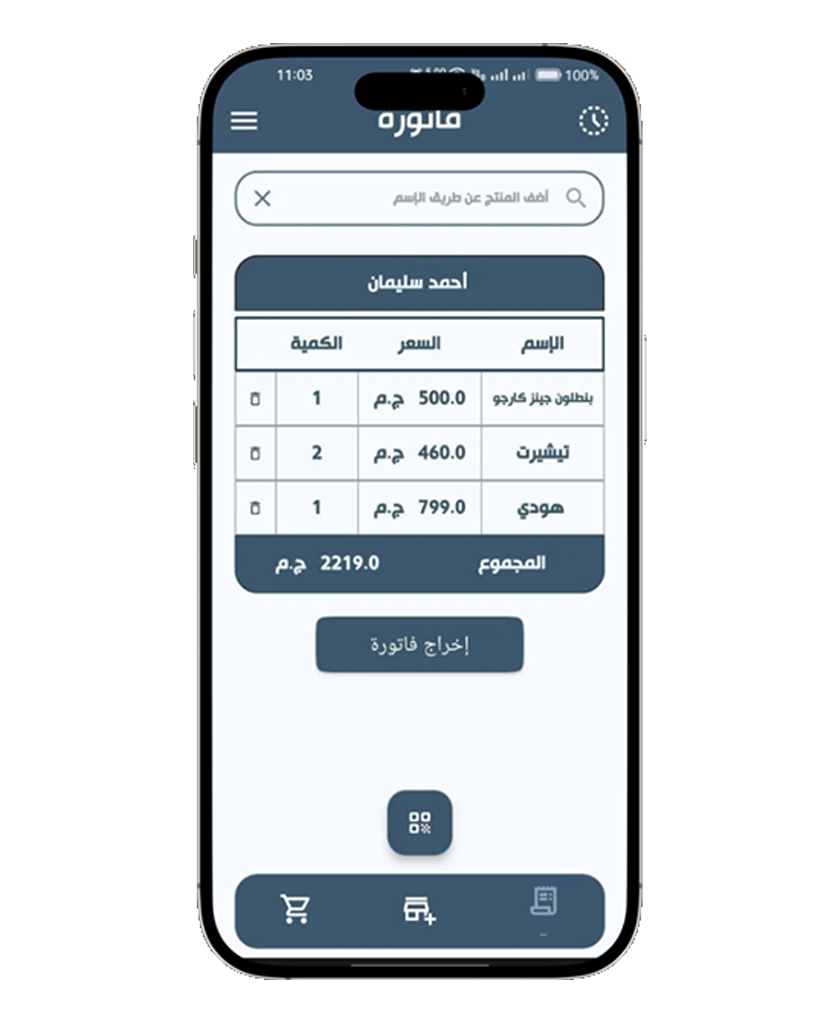 11:03 100%
فاتورة
أضف المنتج عن طريق الإسم
أحمد سليمان
الإسم السعر الكمية
بنطلون جينز كارجو 500.0 ج.م 1
تيشيرت 460.0 ج.م 2
هودي 799.0 ج.م 1
المجموع 2219.0 ج.م
إخراج فاتورة